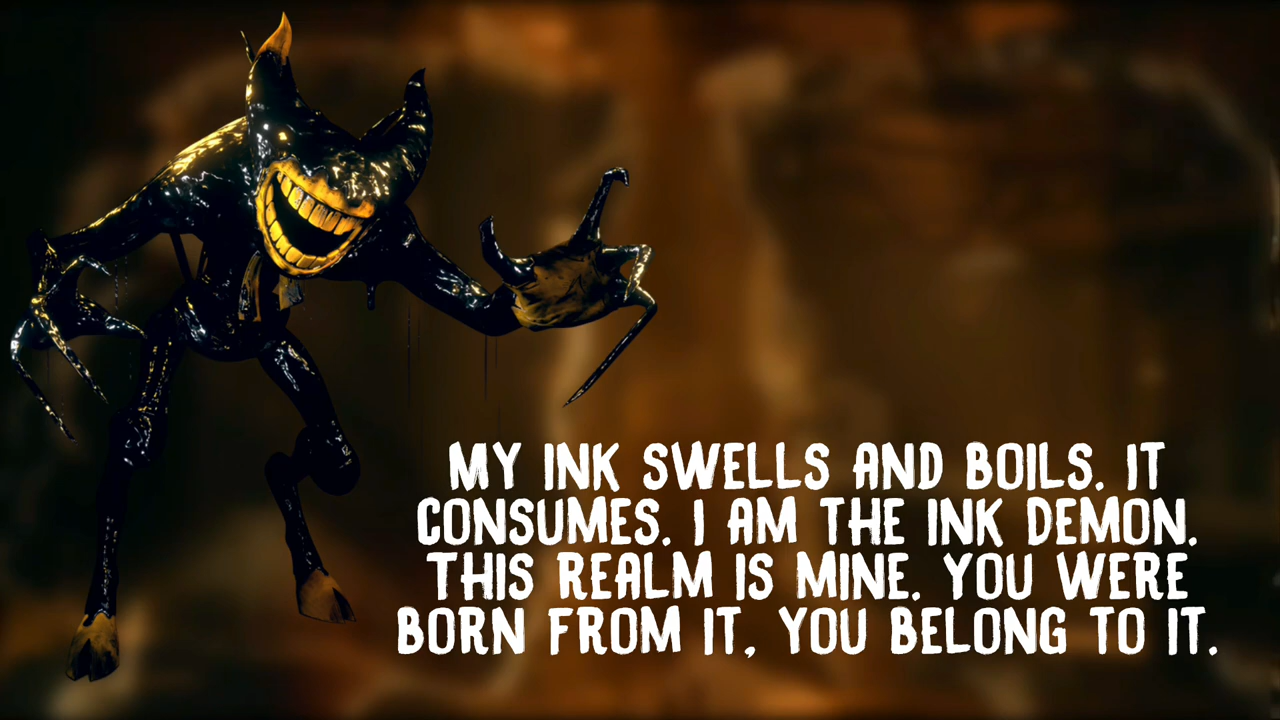 MY INK SWELLS AND BOILS. IT
CONSUMES. I AM THE INK DEMON.
THIS REALM IS MINE. YOU WERE
BORN FROM IT, YOU BELONG TO IT.